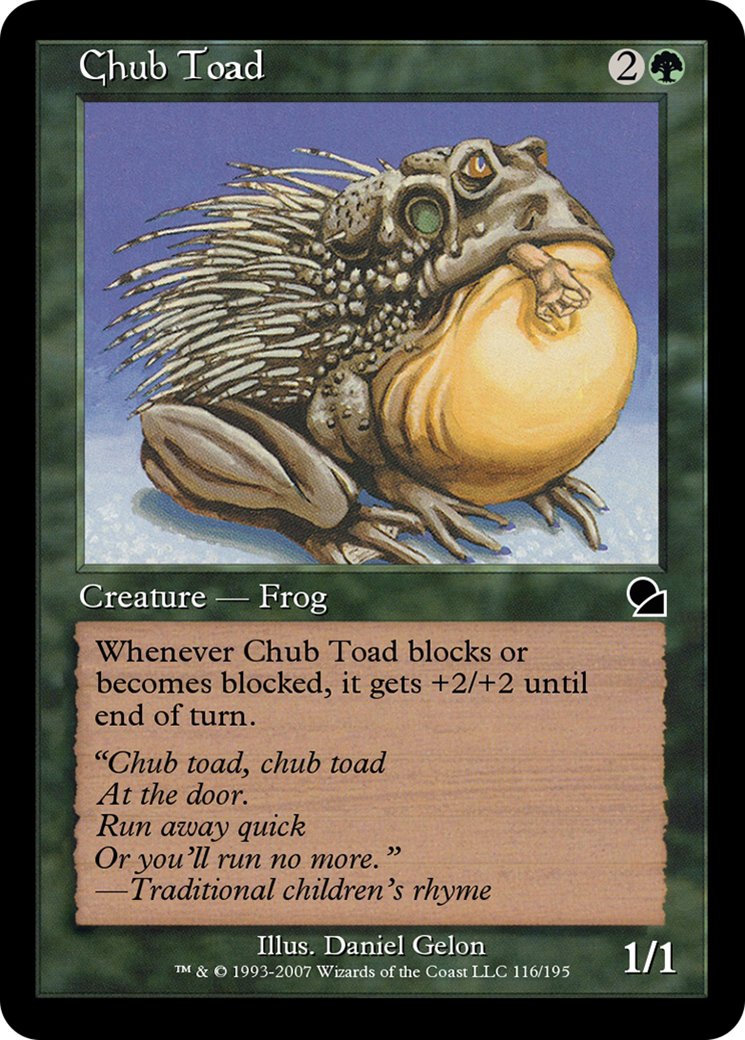 Chub Toad 2
Creature — Frog
Whenever Chub Toad blocks or
becomes blocked, it gets +2/+2 until
end of turn.
“Chub toad, chub toad
At the door.
Run away quick
Or you’ll run no more.”
—Traditional children’s rhyme
Illus. Daniel Gelon
™ & © 1993-2007 Wizards of the Coast LLC 116/195
1/1